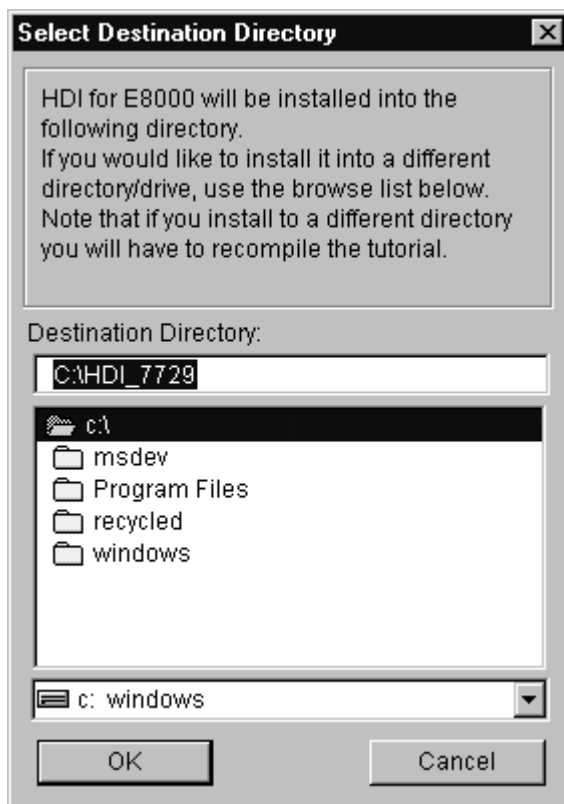 Select Destination Directory
HDI for E8000 will be installed into the
following directory.
If you would like to install it into a different
directory/drive, use the browse list below.
Note that if you install to a different directory
you will have to recompile the tutorial.
Destination Directory:
C:\HDI_7729
c:\
msdev
Program Files
recycled
windows
c: windows
OK Cancel